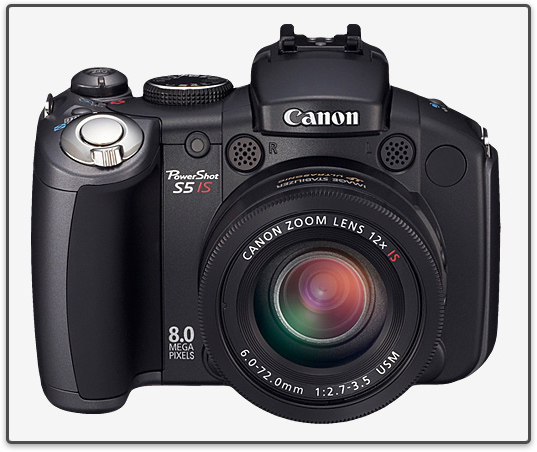 Canon
R L
PowerShot
S5 IS
IMAGE STABILIZER
ULTRASONIC
CANON ZOOM LENS 12x IS
8.0
MEGA
PIXELS
6.0-72.0mm 1:2.7-3.5 USM